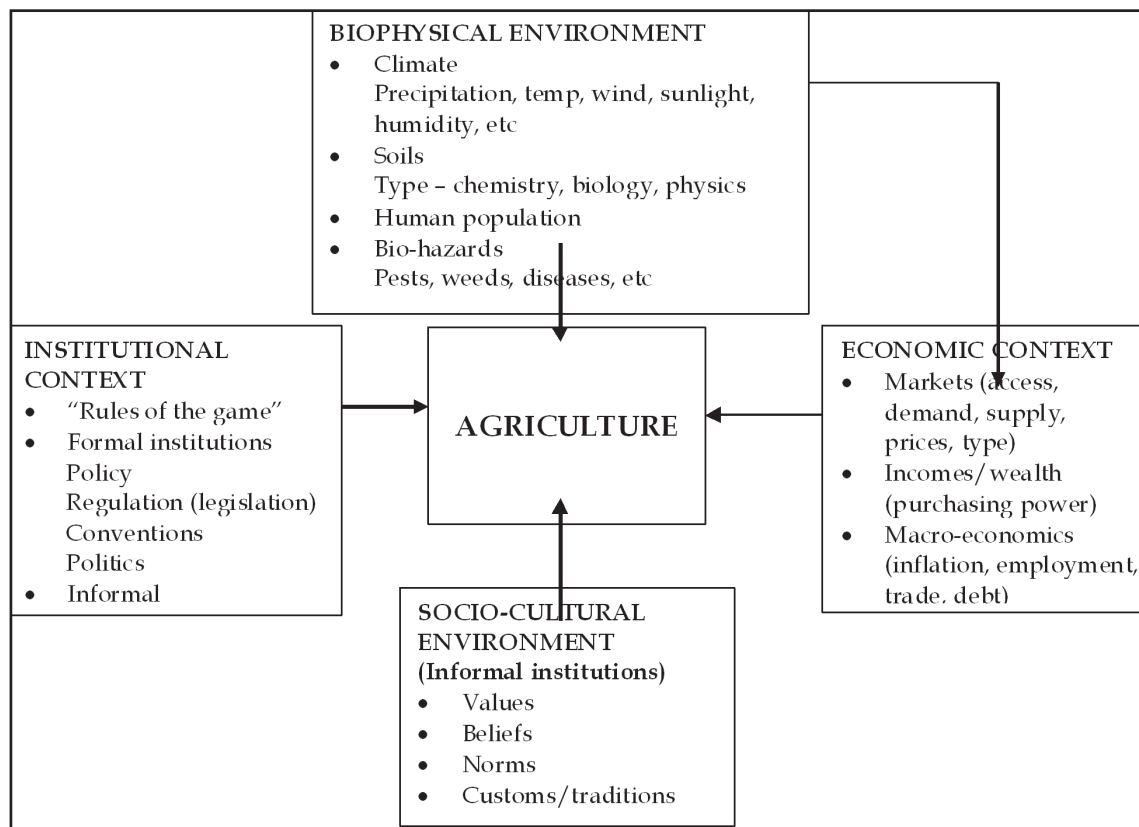 BIOPHYSICAL ENVIRONMENT
• Climate
Precipitation, temp, wind, sunlight,
humidity, etc
• Soils
Type – chemistry, biology, physics
• Human population
• Bio-hazards
Pests, weeds, diseases, etc
INSTITUTIONAL
CONTEXT
• “Rules of the game”
• Formal institutions
Policy
Regulation (legislation)
Conventions
Politics
• Informal
AGRICULTURE
ECONOMIC CONTEXT
• Markets (access,
demand, supply,
prices, type)
• Incomes/wealth
(purchasing power)
• Macro-economics
(inflation, employment,
trade, debt)
SOCIO-CULTURAL
ENVIRONMENT
(Informal institutions)
• Values
• Beliefs
• Norms
• Customs/traditions